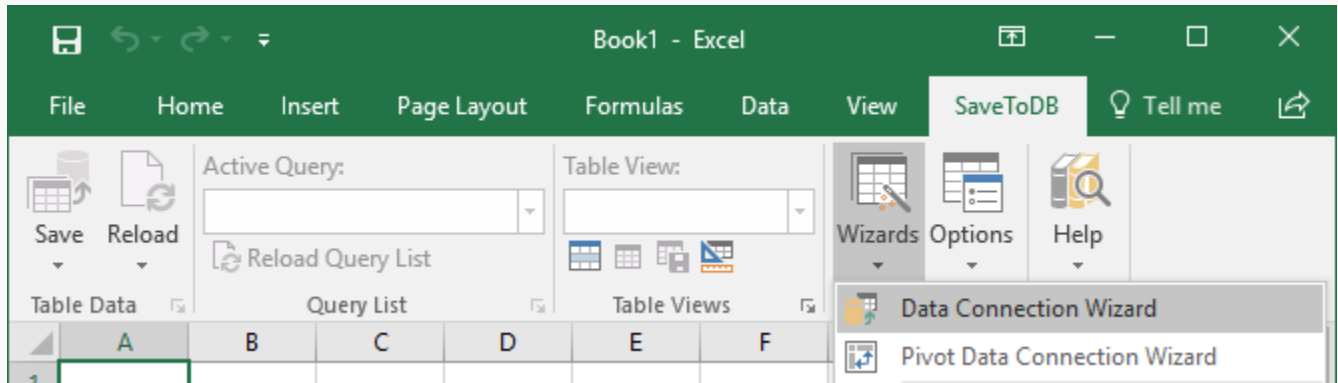 Book1 - Excel
File Home Insert Page Layout Formulas Data View SaveToDB Tell me
Active Query: Table View:
Save Reload Reload Query List Wizards Options Help
Table Data Query List Table Views
Data Connection Wizard
A B C D E F
Pivot Data Connection Wizard
1